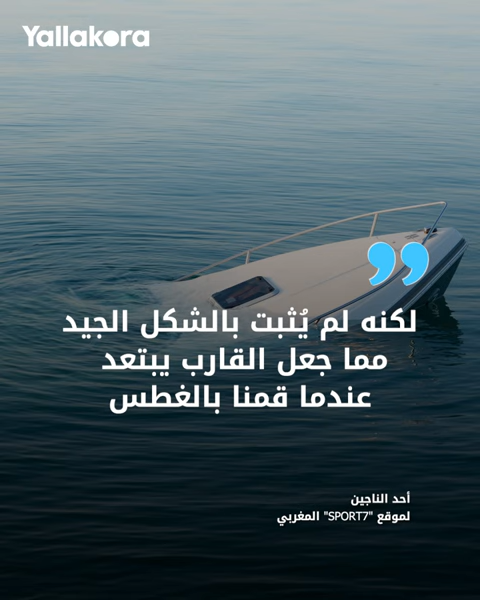 Yallakora
لكنه لم يُثبت بالشكل الجيد
مما جعل القارب يبتعد
عندما قمنا بالغطس
أحد الناجين
لموقع "SPORT7" المغربي